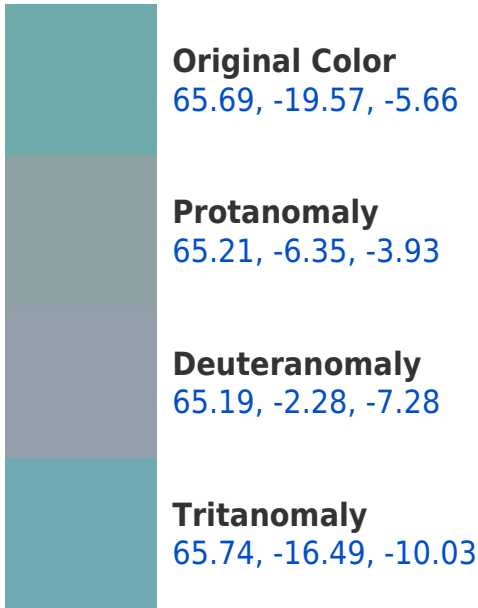 Original Color
65.69, -19.57, -5.66
Protanomaly
65.21, -6.35, -3.93
Deuteranomaly
65.19, -2.28, -7.28
Tritanomaly
65.74, -16.49, -10.03